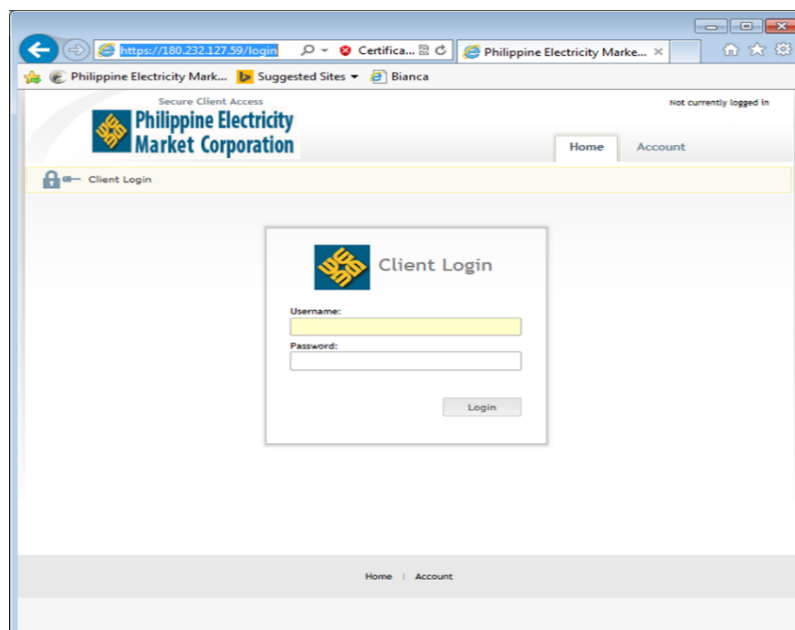 https://180.232.127.59/login
Certifica...
Philippine Electricity Marke...
Philippine Electricity Mark...
Suggested Sites
Bianca
Secure Client Access
Philippine Electricity
Market Corporation
Not currently logged in
Home
Account
Client Login
Client Login
Username:
Password:
Login
Home | Account